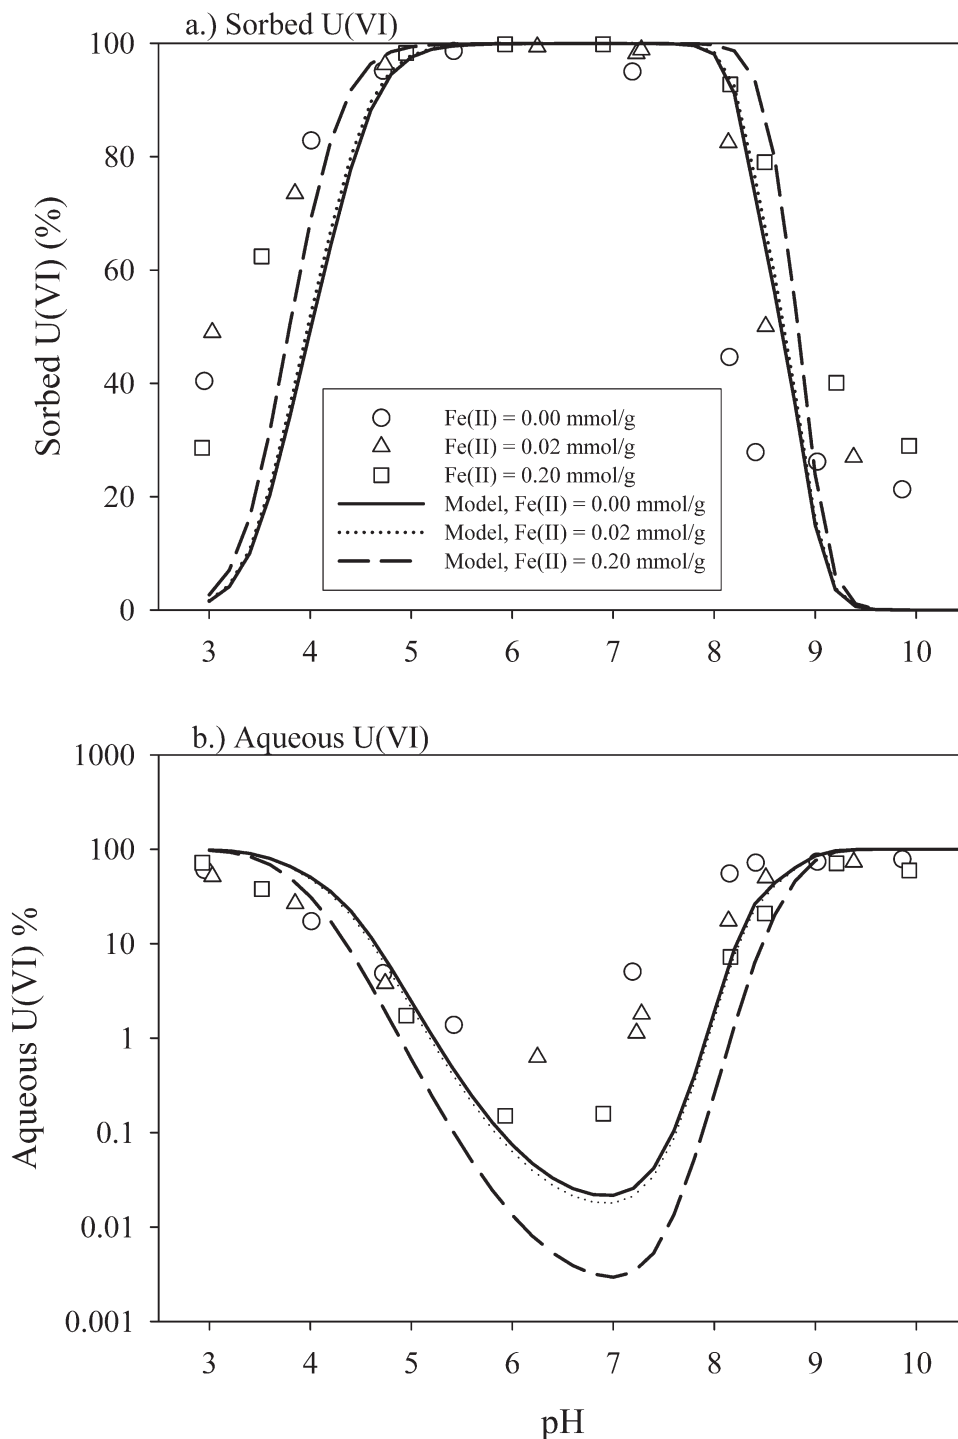 a.) Sorbed U(VI)
100
80
60
40
20
0
Sorbed U(VI) (%)
Fe(II) = 0.00 mmol/g
Fe(II) = 0.02 mmol/g
Fe(II) = 0.20 mmol/g
Model, Fe(II) = 0.00 mmol/g
Model, Fe(II) = 0.02 mmol/g
Model, Fe(II) = 0.20 mmol/g
3 4 5 6 7 8 9 10
b.) Aqueous U(VI)
1000
100
10
1
0.1
0.01
0.001
Aqueous U(VI) %
3 4 5 6 7 8 9 10
pH